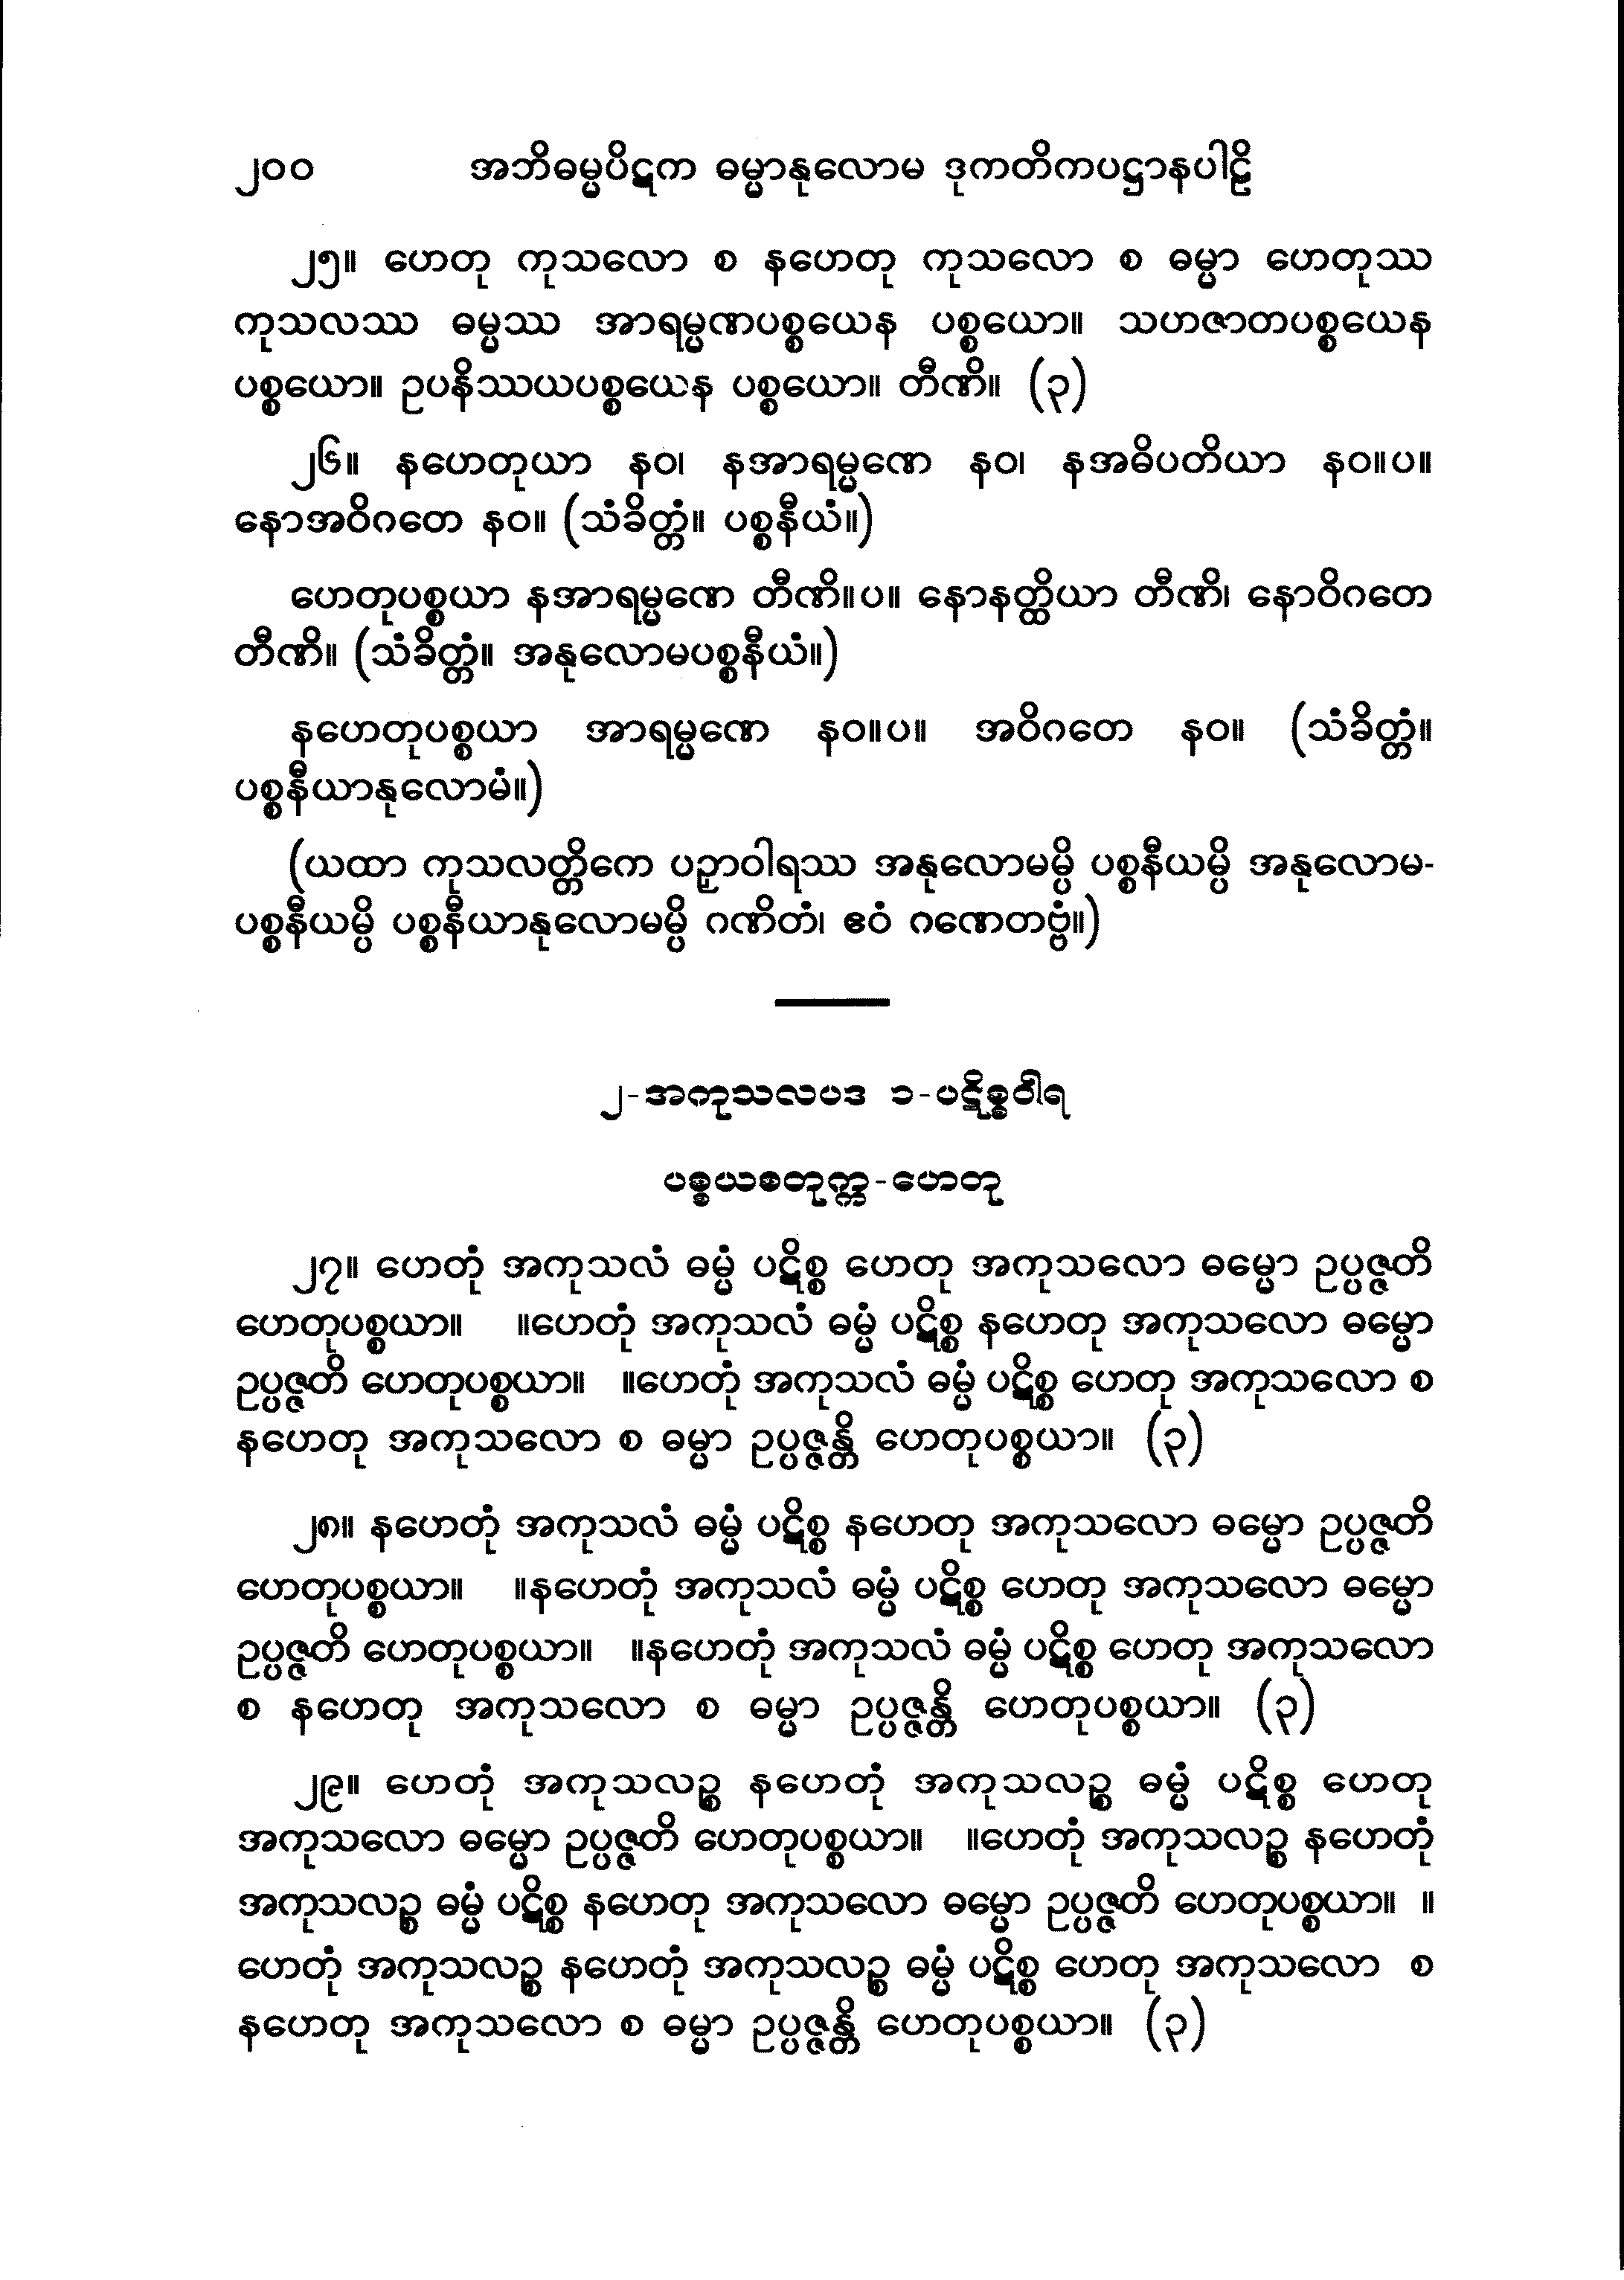 ၂၀၀ အဘိဓမ္မပိဋက ဓမ္မာနုလောမ ဒုကတိကပဋ္ဌာနပါဠိ
၂၅။ ဟေတု ကုသလော စ နဟေတု ကုသလော စ ဓမ္မာ ဟေတုဿ
ကုသလဿ ဓမ္မဿ အာရမ္မဏပစ္စယေန ပစ္စယော။ သဟဇာတပစ္စယေန
ပစ္စယော။ ဥပနိဿယပစ္စယေန ပစ္စယော။ တီဏိ။ (၃)
၂၆။ နဟေတုယာ နဝ၊ နအာရမ္မဏေ နဝ၊ နအဓိပတိယာ နဝ။ပ။
နောအဝိဂတေ နဝ။ (သံခိတ္တံ။ ပစ္စနီယံ။)
ဟေတုပစ္စယာ နအာရမ္မဏေ တီဏိ။ပ။ နောနတ္ထိယာ တီဏိ၊ နောဝိဂတေ
တီဏိ။ (သံခိတ္တံ။ အနုလောမပစ္စနီယံ။)
နဟေတုပစ္စယာ အာရမ္မဏေ နဝ။ပ။ အဝိဂတေ နဝ။ (သံခိတ္တံ။
ပစ္စနီယာနုလောမံ။)
(ယထာ ကုသလတ္တိကေ ပဉှာဝါရဿ အနုလောမမ္ပိ ပစ္စနီယမ္ပိ အနုလောမ-
ပစ္စနီယမ္ပိ ပစ္စနီယာနုလောမမ္ပိ ဂဏိတံ၊ ဧဝံ ဂဏေတဗ္ဗံ။)
၂-အကုသလပဒ ၁-ပဋိစ္စဝါရ
ပစ္စယစတုက္က-ဟေတု
၂၇။ ဟေတုံ အကုသလံ ဓမ္မံ ပဋိစ္စ ဟေတု အကုသလော ဓမ္မော ဥပ္ပဇ္ဇတိ
ဟေတုပစ္စယာ။ ။ဟေတုံ အကုသလံ ဓမ္မံ ပဋိစ္စ နဟေတု အကုသလော ဓမ္မော
ဥပ္ပဇ္ဇတိ ဟေတုပစ္စယာ။ ။ဟေတုံ အကုသလံ ဓမ္မံ ပဋိစ္စ ဟေတု အကုသလော စ
နဟေတု အကုသလော စ ဓမ္မာ ဥပ္ပဇ္ဇန္တိ ဟေတုပစ္စယာ။ (၃)
၂၈။ နဟေတုံ အကုသလံ ဓမ္မံ ပဋိစ္စ နဟေတု အကုသလော ဓမ္မော ဥပ္ပဇ္ဇတိ
ဟေတုပစ္စယာ။ ။နဟေတုံ အကုသလံ ဓမ္မံ ပဋိစ္စ ဟေတု အကုသလော ဓမ္မော
ဥပ္ပဇ္ဇတိ ဟေတုပစ္စယာ။ ။နဟေတုံ အကုသလံ ဓမ္မံ ပဋိစ္စ ဟေတု အကုသလော
စ နဟေတု အကုသလော စ ဓမ္မာ ဥပ္ပဇ္ဇန္တိ ဟေတုပစ္စယာ။ (၃)
၂၉။ ဟေတုံ အကုသလဉ္စ နဟေတုံ အကုသလဉ္စ ဓမ္မံ ပဋိစ္စ ဟေတု
အကုသလော ဓမ္မော ဥပ္ပဇ္ဇတိ ဟေတုပစ္စယာ။ ။ဟေတုံ အကုသလဉ္စ နဟေတုံ
အကုသလဉ္စ ဓမ္မံ ပဋိစ္စ နဟေတု အကုသလော ဓမ္မော ဥပ္ပဇ္ဇတိ ဟေတုပစ္စယာ။ ။
ဟေတုံ အကုသလဉ္စ နဟေတုံ အကုသလဉ္စ ဓမ္မံ ပဋိစ္စ ဟေတု အကုသလော စ
နဟေတု အကုသလော စ ဓမ္မာ ဥပ္ပဇ္ဇန္တိ ဟေတုပစ္စယာ။ (၃)